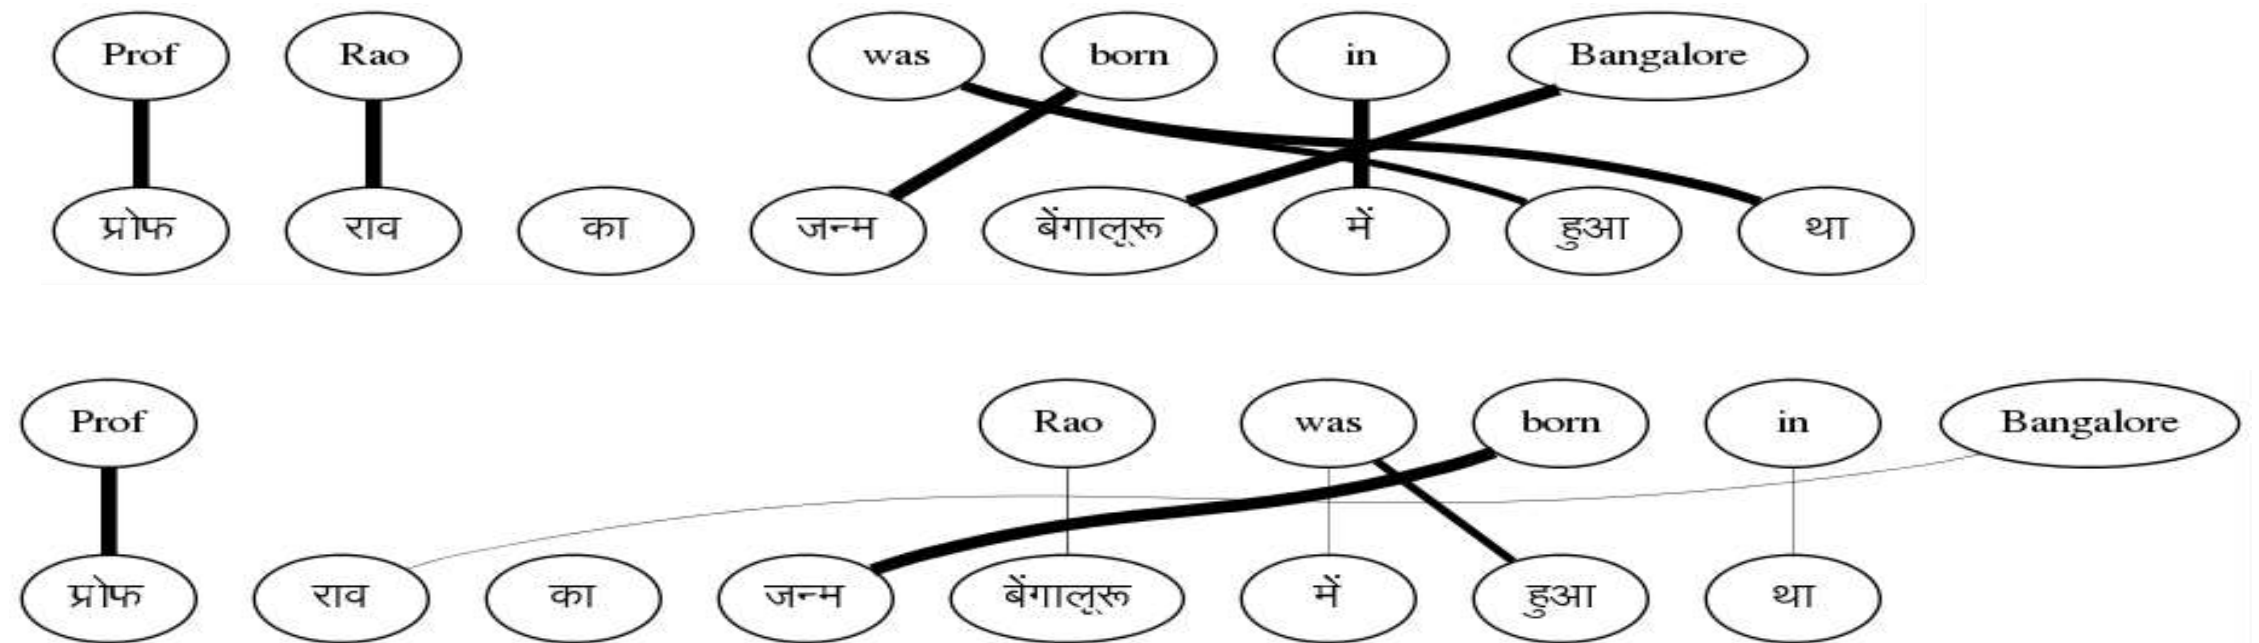 Prof Rao was born in Bangalore
प्रोफ राव का जन्म बेंगालूरू में हुआ था
Prof Rao was born in Bangalore
प्रोफ राव का जन्म बेंगालूरू में हुआ था